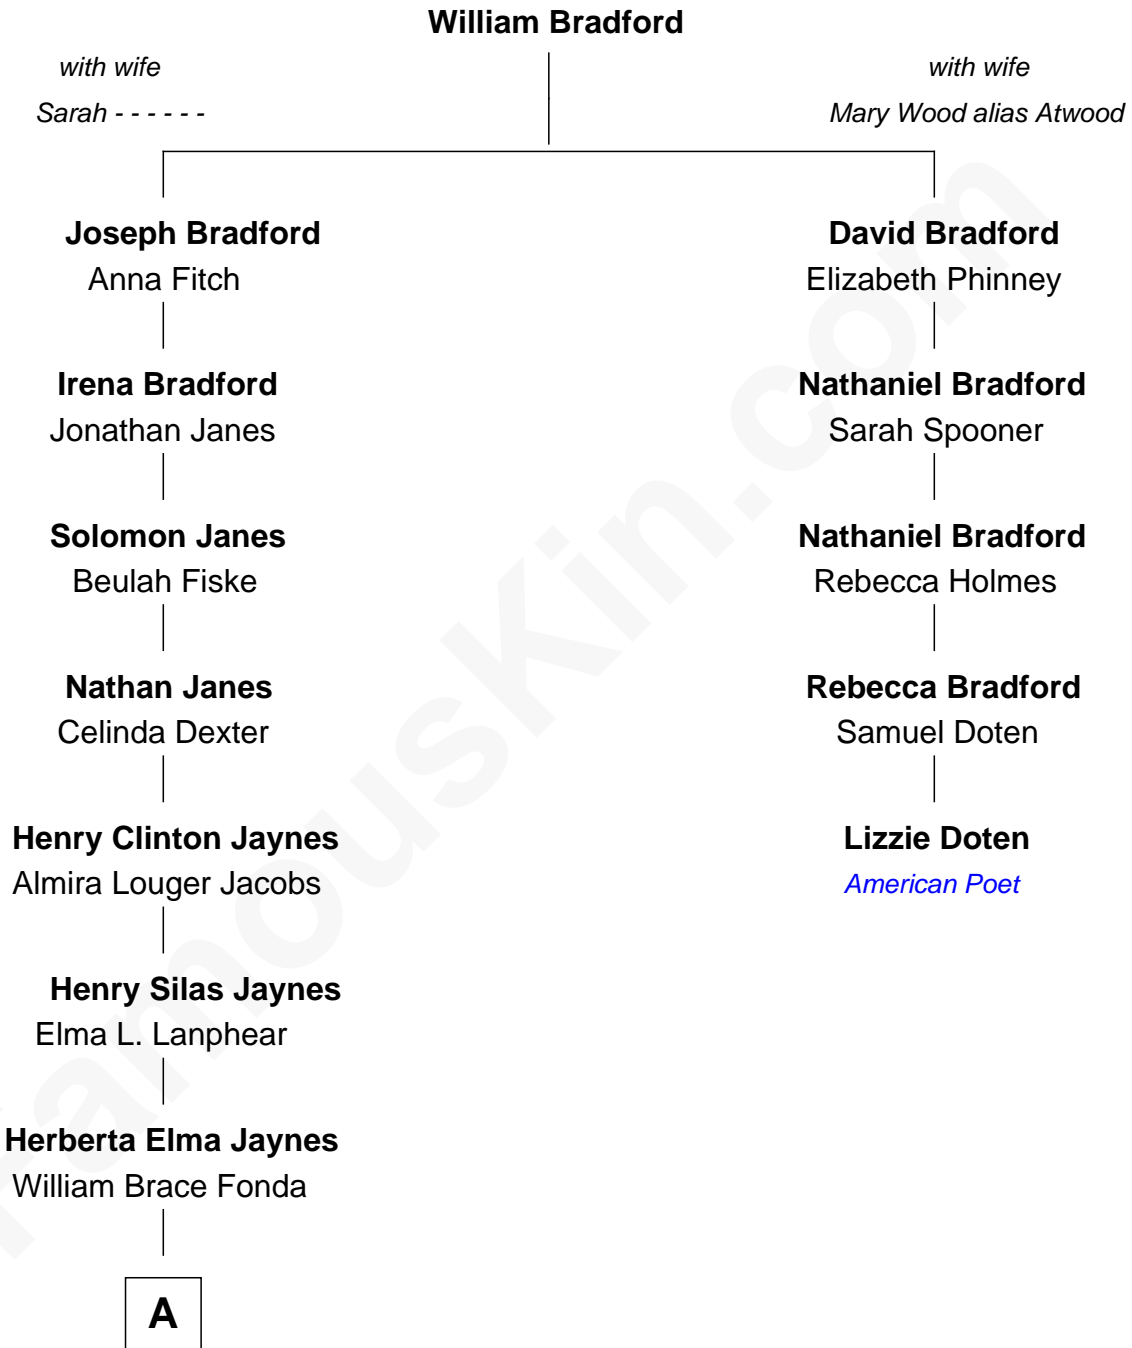 William Bradford
with wife
Sarah - - - - - -
with wife
Mary Wood alias Atwood
Joseph Bradford
Anna Fitch
David Bradford
Elizabeth Phinney
Irena Bradford
Jonathan Janes
Nathaniel Bradford
Sarah Spooner
Solomon Janes
Beulah Fiske
Nathaniel Bradford
Rebecca Holmes
Nathan Janes
Celinda Dexter
Rebecca Bradford
Samuel Doten
Henry Clinton Jaynes
Almira Louger Jacobs
Lizzie Doten
American Poet
Henry Silas Jaynes
Elma L. Lanphear
Herberta Elma Jaynes
William Brace Fonda
A
FamousKin.com